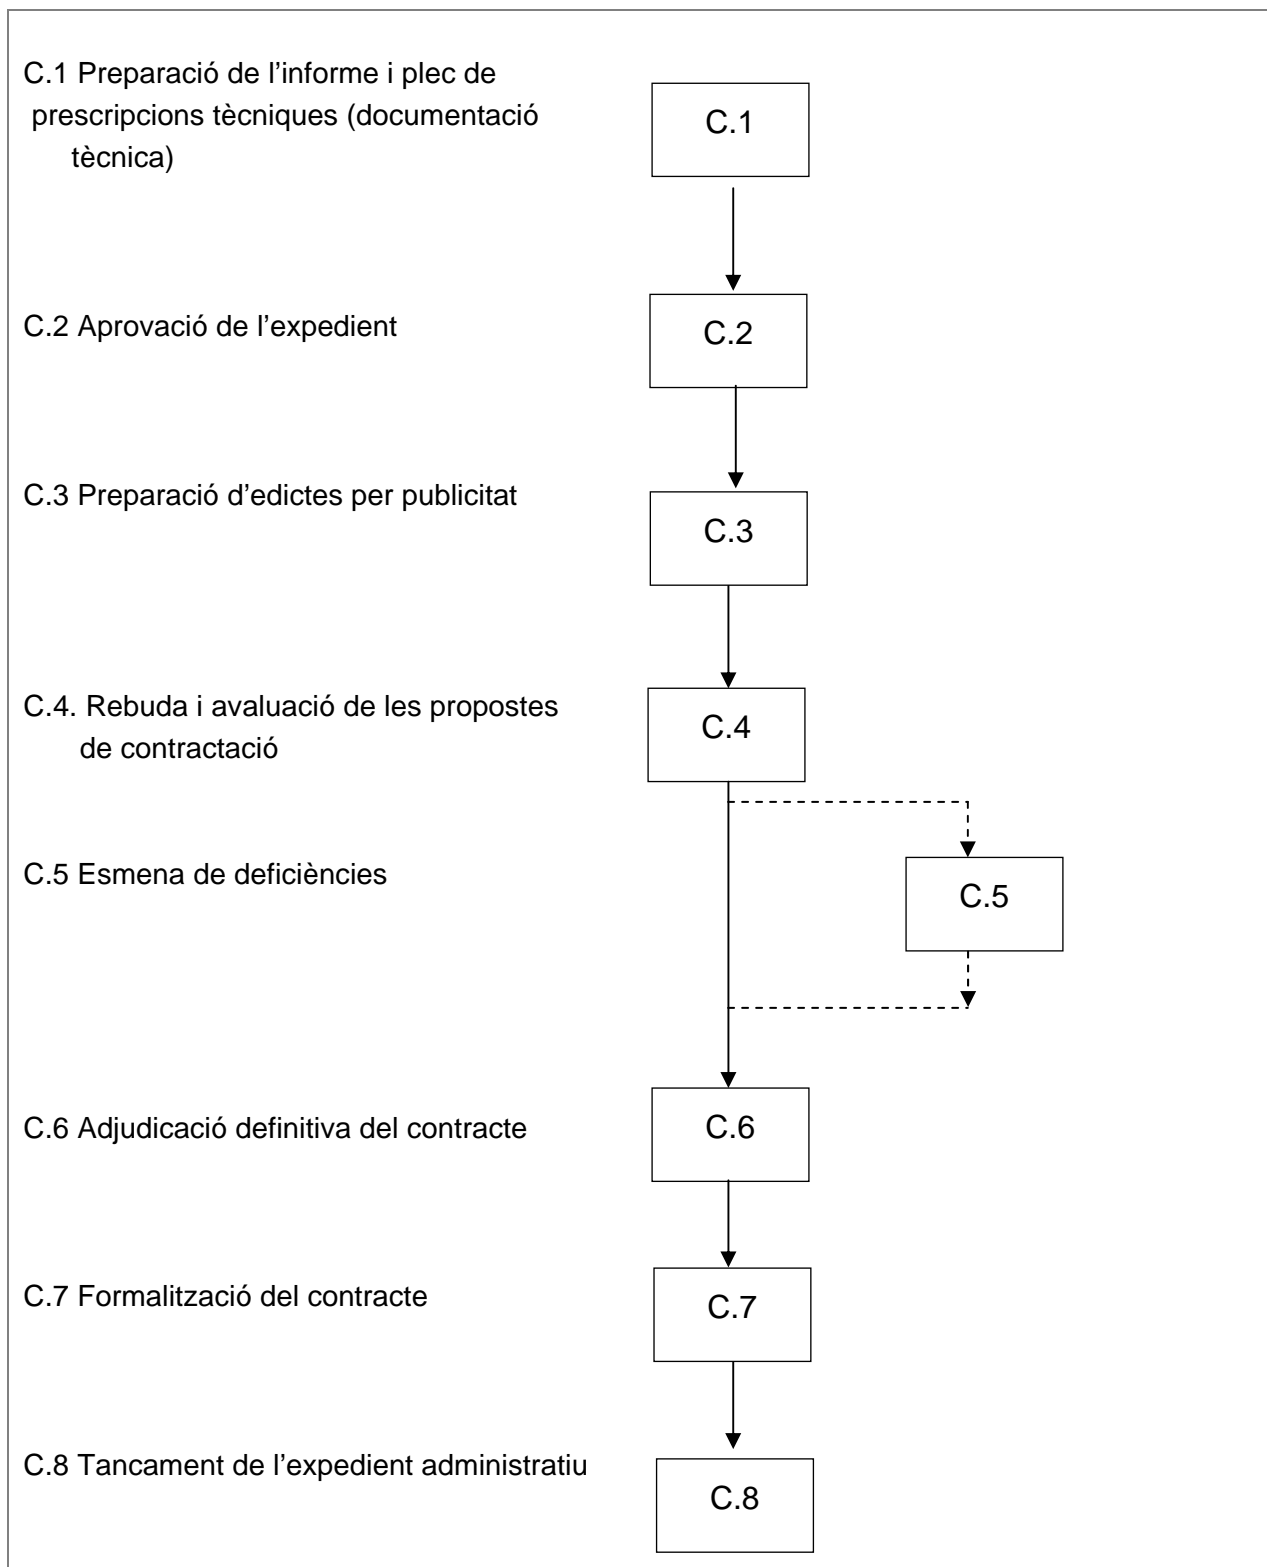 C.1 Preparació de l’informe i plec de
prescripcions tècniques (documentació
tècnica)
C.1
C.2 Aprovació de l’expedient
C.2
C.3 Preparació d’edictes per publicitat
C.3
C.4. Rebuda i avaluació de les propostes
de contractació
C.4
C.5 Esmena de deficiències
C.5
C.6 Adjudicació definitiva del contracte
C.6
C.7 Formalització del contracte
C.7
C.8 Tancament de l’expedient administratiu
C.8